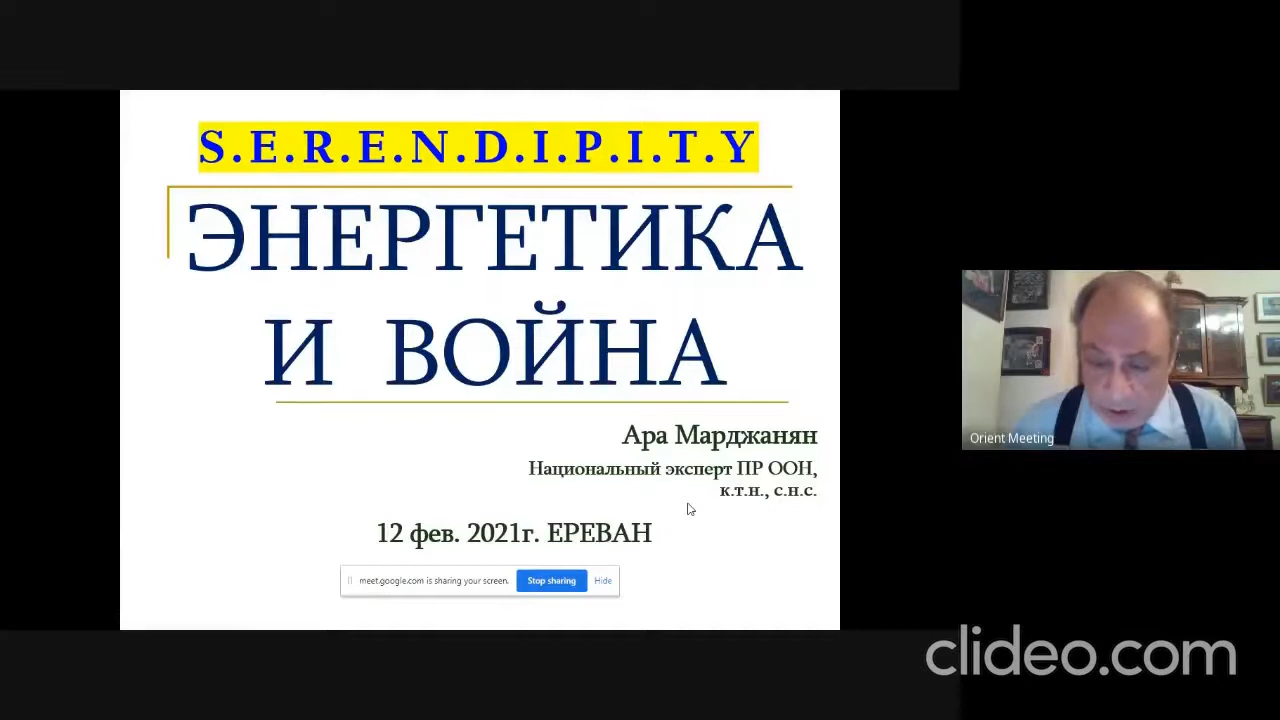 S.E.R.E.N.D.I.P.I.T.Y
ЭНЕРГЕТИКА
И ВОЙНА
Ара Марджанян
Национальный эксперт ПР ООН,
к.т.н., с.н.с.
12 фев. 2021г. ЕРЕВАН
meet.google.com is sharing your screen.
Stop sharing
Hide
Orient Meeting
clideo.com